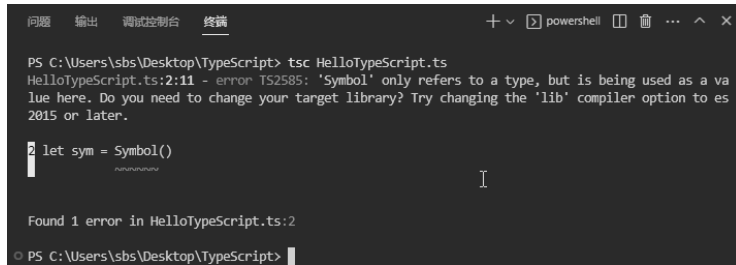 问题 输出 调试控制台 终端 powershell
PS C:\Users\sbs\Desktop\TypeScript> tsc HelloTypeScript.ts
HelloTypeScript.ts:2:11 - error TS2585: 'Symbol' only refers to a type, but is being used as a va
lue here. Do you need to change your target library? Try changing the 'lib' compiler option to es
2015 or later.
2 let sym = Symbol()
~~~~~~
Found 1 error in HelloTypeScript.ts:2
PS C:\Users\sbs\Desktop\TypeScript>